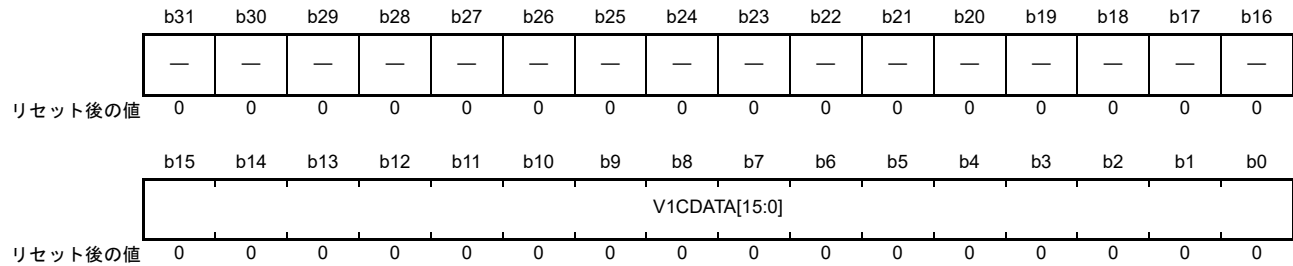 b31 b30 b29 b28 b27 b26 b25 b24 b23 b22 b21 b20 b19 b18 b17 b16
— — — — — — — — — — — — — — — —
リセット後の値 0 0 0 0 0 0 0 0 0 0 0 0 0 0 0 0
b15 b14 b13 b12 b11 b10 b9 b8 b7 b6 b5 b4 b3 b2 b1 b0
V1CDATA[15:0]
リセット後の値 0 0 0 0 0 0 0 0 0 0 0 0 0 0 0 0